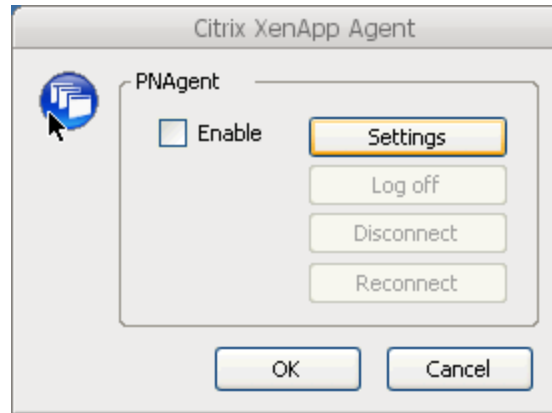 Citrix XenApp Agent
PNAgent
Enable
Settings
Log off
Disconnect
Reconnect
OK
Cancel